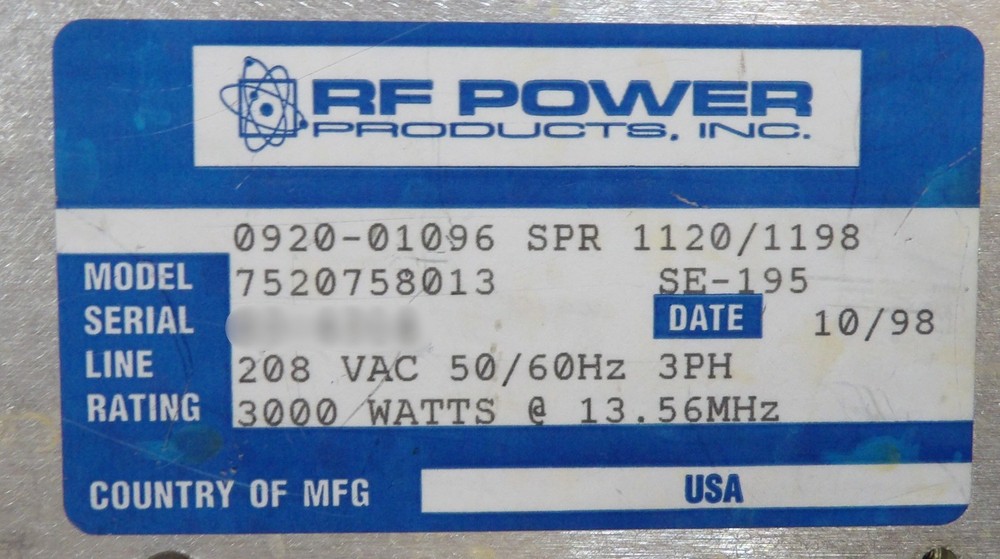 RF POWER
PRODUCTS, INC.
0920-01096 SPR 1120/1198
MODEL 7520758013 SE-195
SERIAL DATE 10/98
LINE 208 VAC 50/60Hz 3PH
RATING 3000 WATTS @ 13.56MHz
COUNTRY OF MFG USA